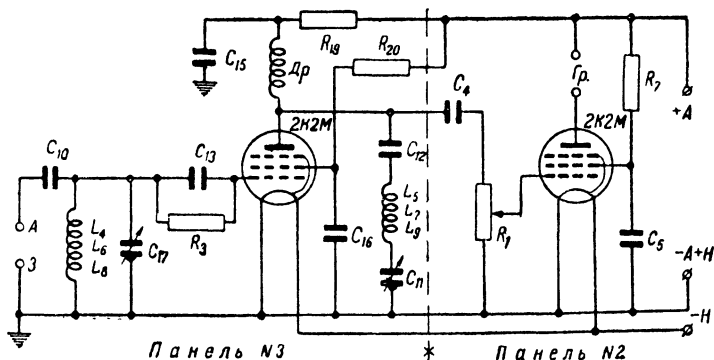 C15
R19
R20
Др
2К2М
C4
Гр.
R7
+A
2К2М
C10
C13
C12
A
З
L4
L6
L8
C17
R3
C16
L5
L7
L9
C11
R1
C5
-A+H
-H
Панель N3
*
Панель N2